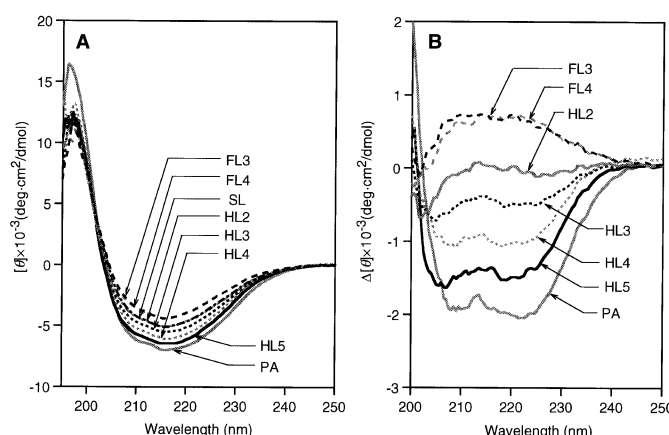 A
20
15
10
5
0
-5
-10
[θ]×10⁻³(deg·cm²/dmol)
FL3
FL4
SL
HL2
HL3
HL4
HL5
PA
200 210 220 230 240 250
Wavelength (nm)
B
2
1
0
-1
-2
-3
Δ[θ]×10⁻³(deg·cm²/dmol)
FL3
FL4
HL2
HL3
HL4
HL5
PA
200 210 220 230 240 250
Wavelength (nm)